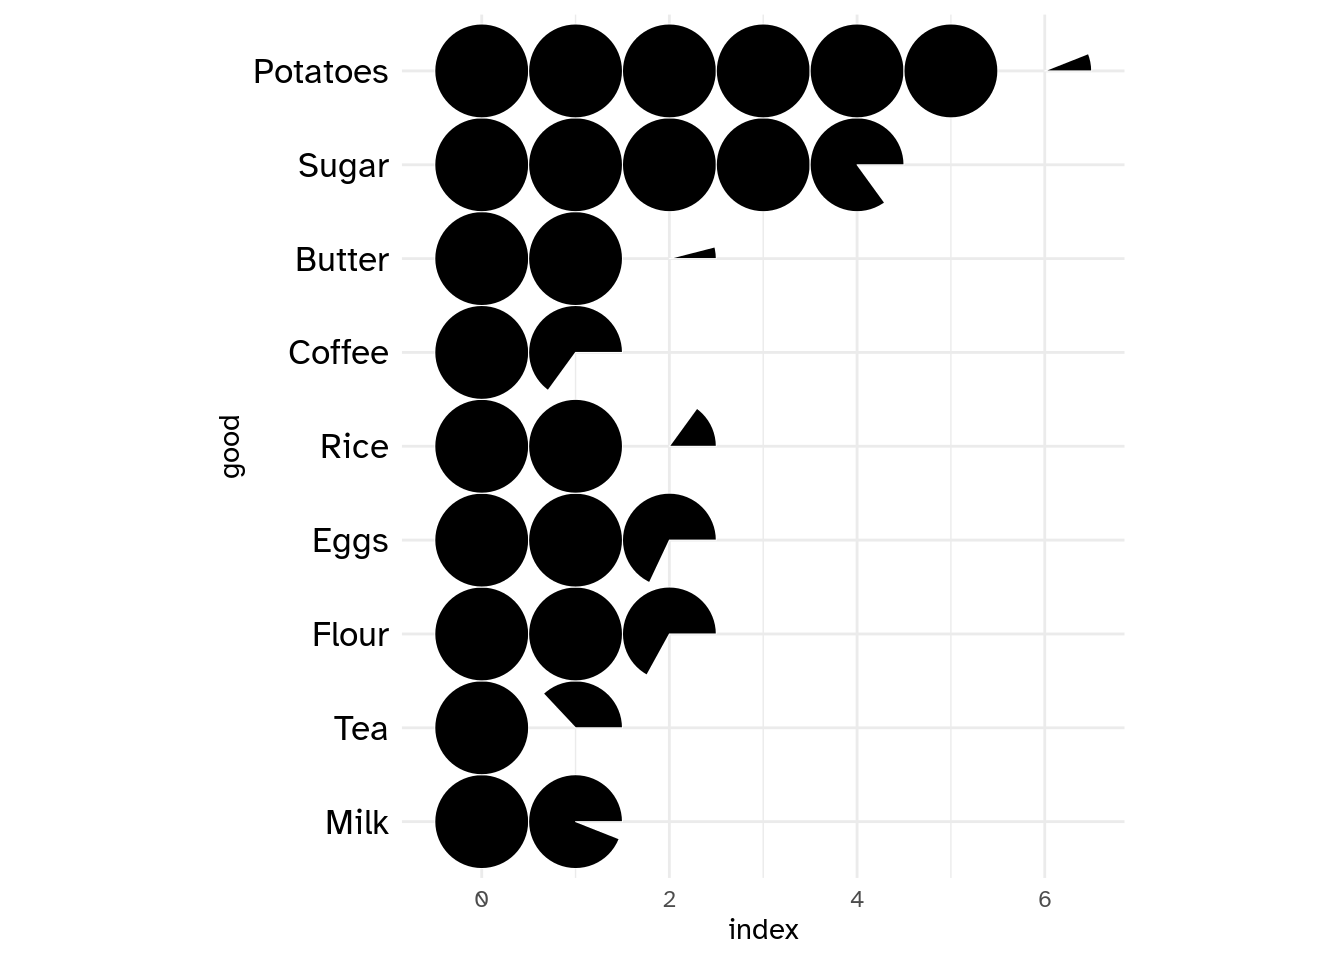 Potatoes
Sugar
Butter
Coffee
Rice
Eggs
Flour
Tea
Milk
good
0 2 4 6
index